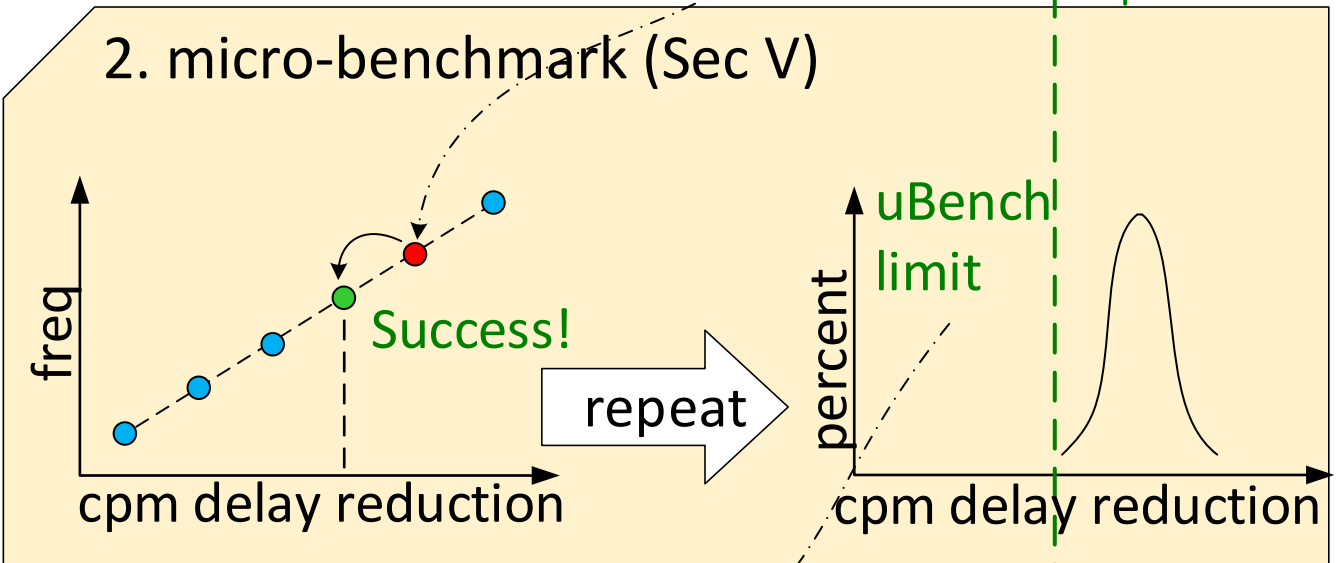 2. micro-benchmark (Sec V)
freq
Success!
cpm delay reduction
repeat
percent
uBench
limit
cpm delay reduction